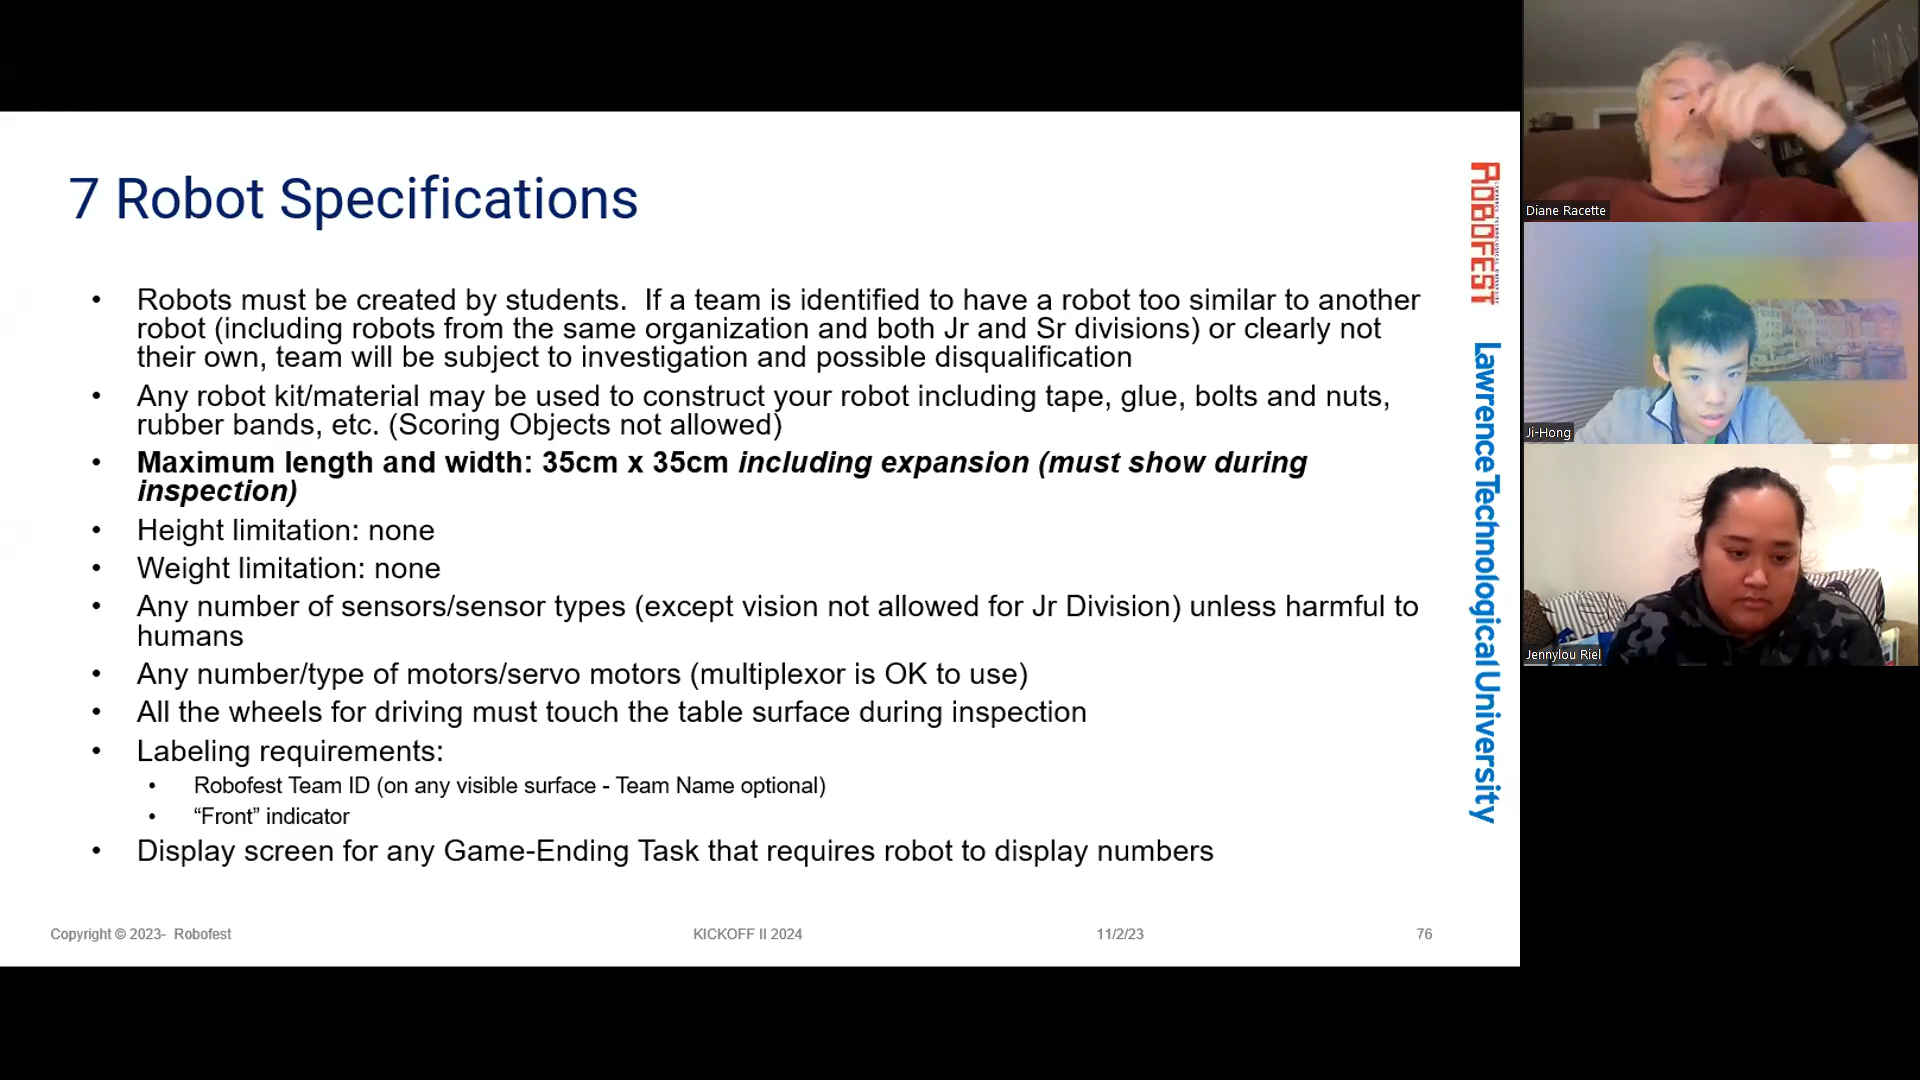 7 Robot Specifications
• Robots must be created by students.  If a team is identified to have a robot too similar to another
robot (including robots from the same organization and both Jr and Sr divisions) or clearly not
their own, team will be subject to investigation and possible disqualification
• Any robot kit/material may be used to construct your robot including tape, glue, bolts and nuts,
rubber bands, etc. (Scoring Objects not allowed)
• Maximum length and width: 35cm x 35cm including expansion (must show during
inspection)
• Height limitation: none
• Weight limitation: none
• Any number of sensors/sensor types (except vision not allowed for Jr Division) unless harmful to
humans
• Any number/type of motors/servo motors (multiplexor is OK to use)
• All the wheels for driving must touch the table surface during inspection
• Labeling requirements:
• Robofest Team ID (on any visible surface - Team Name optional)
• “Front” indicator
• Display screen for any Game-Ending Task that requires robot to display numbers
Copyright © 2023-  Robofest
KICKOFF II 2024
11/2/23
76
ROBOFEST
Lawrence Technological University
Diane Racette
Ji-Hong
Jennylou Riel